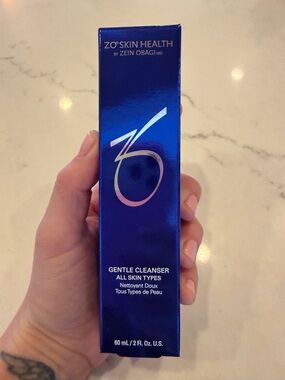 ZO® SKIN HEALTH
BY ZEIN OBAGI MD
GENTLE CLEANSER
ALL SKIN TYPES
Nettoyant Doux
Tous Types de Peau
60 mL / 2 Fl. Oz. U.S.